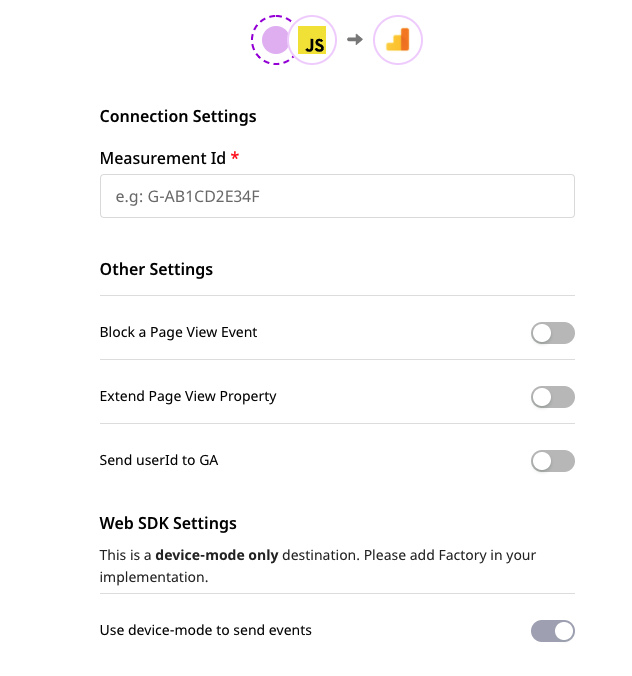 JS
Connection Settings
Measurement Id *
e.g: G-AB1CD2E34F
Other Settings
Block a Page View Event
Extend Page View Property
Send userId to GA
Web SDK Settings
This is a device-mode only destination. Please add Factory in your
implementation.
Use device-mode to send events